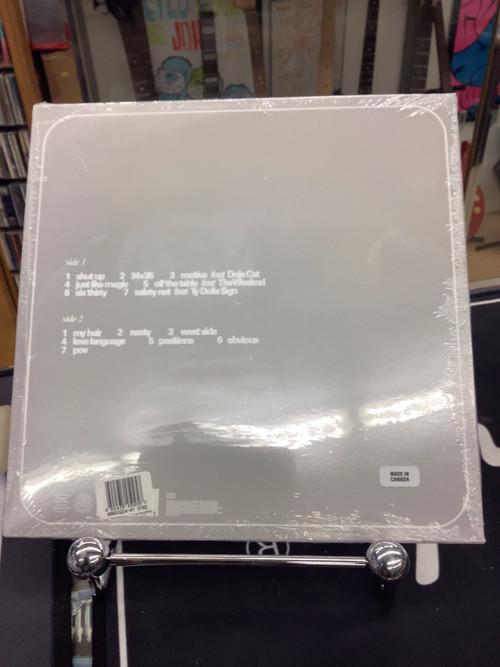 side 1
1 shut up 2 34+35 3 motive feat Doja Cat
4 just like magic 5 off the table feat The Weeknd
6 six thirty 7 safety net feat Ty Dolla $ign
side 2
1 my hair 2 nasty 3 west side
4 love language 5 positions 6 obvious
7 pov
MADE IN
CANADA